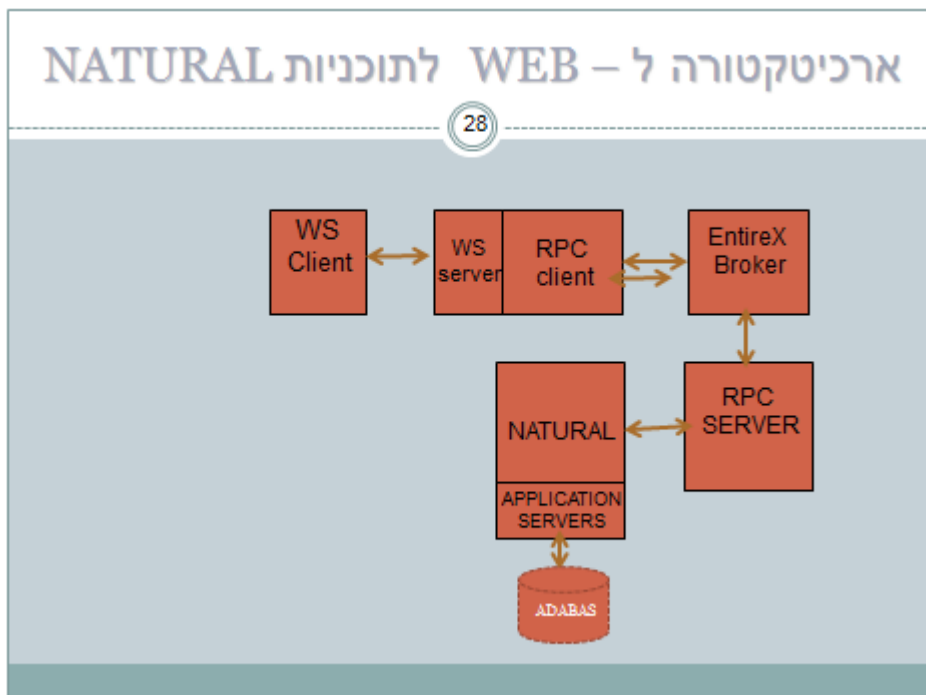 ארכיטקטורה ל – WEB לתוכניות NATURAL
28
WS
Client
WS
server
RPC
client
EntireX
Broker
NATURAL
APPLICATION
SERVERS
RPC
SERVER
ADABAS